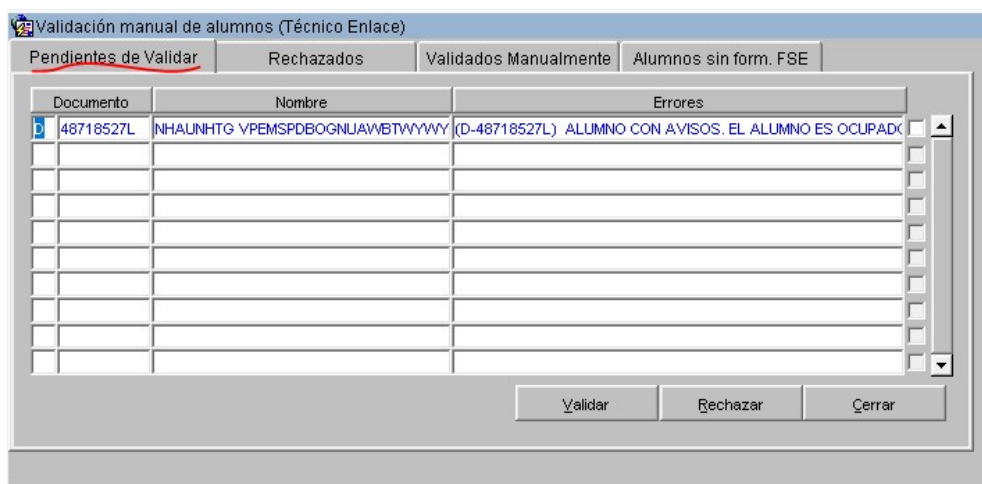 Validación manual de alumnos (Técnico Enlace)
Pendientes de Validar Rechazados Validados Manualmente Alumnos sin form. FSE
Documento Nombre Errores
D 48718527L NHAUNHTG VPEMSPDBOGNUAWBTWYWY (D-48718527L) ALUMNO CON AVISOS. EL ALUMNO ES OCUPADO
Validar Rechazar Cerrar